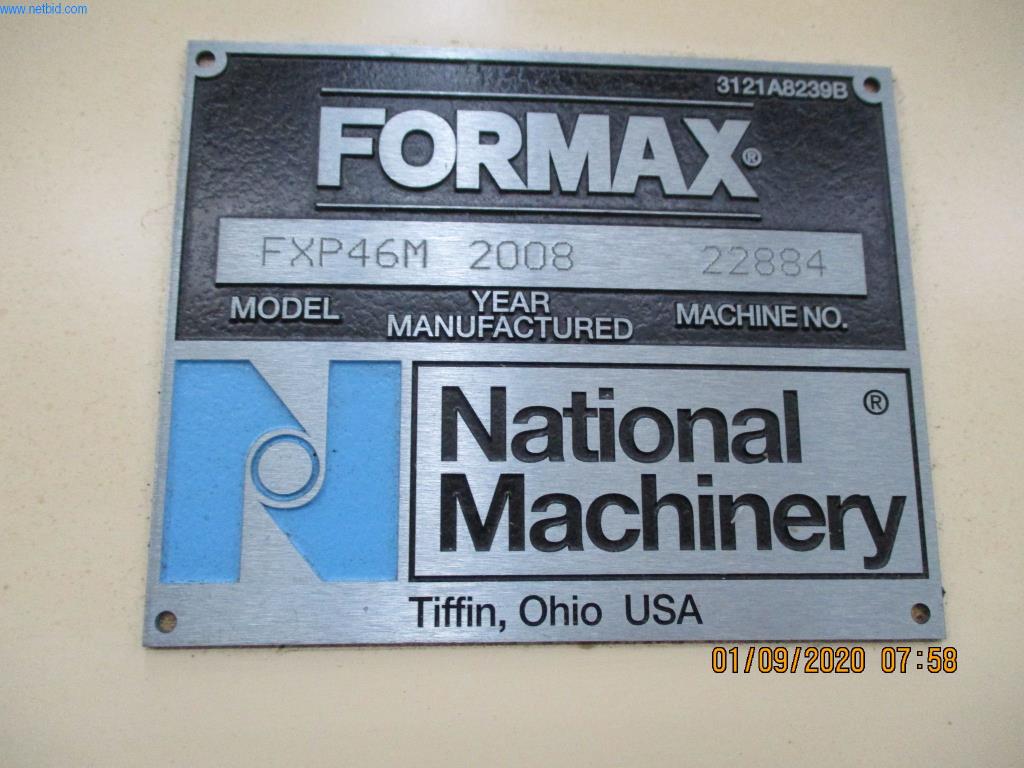 www.netbid.com
3121A8239B
FORMAX®
FXP46M 2008 22884
MODEL YEAR MANUFACTURED MACHINE NO.
National ®
Machinery
Tiffin, Ohio USA
01/09/2020 07:58